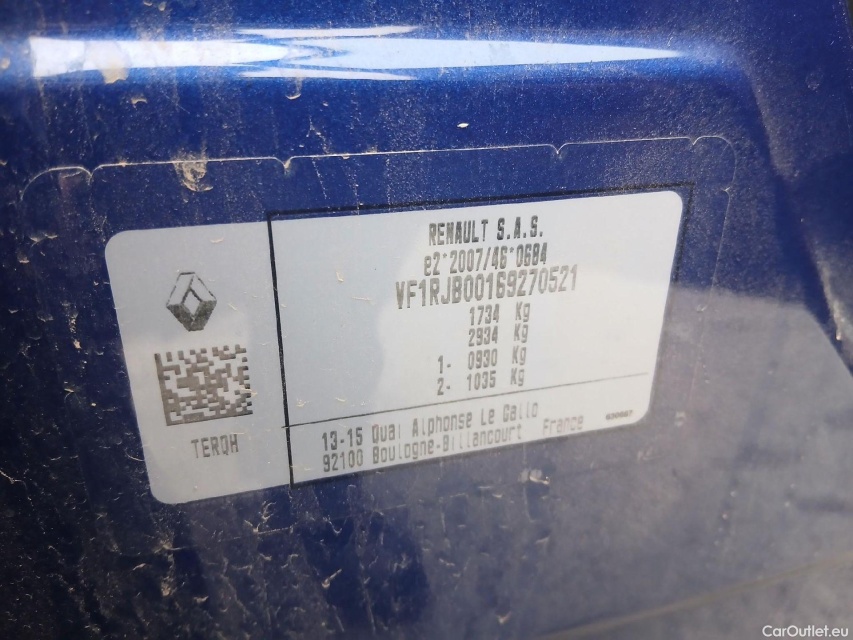 RENAULT S.A.S.
e2*2007/46*0684
VF1RJB00169270521
1734 Kg
2934 Kg
1- 0930 Kg
2- 1035 Kg
TERQH
13-15 Quai Alphonse Le Gallo
92100 Boulogne-Billancourt France
CarOutlet.eu